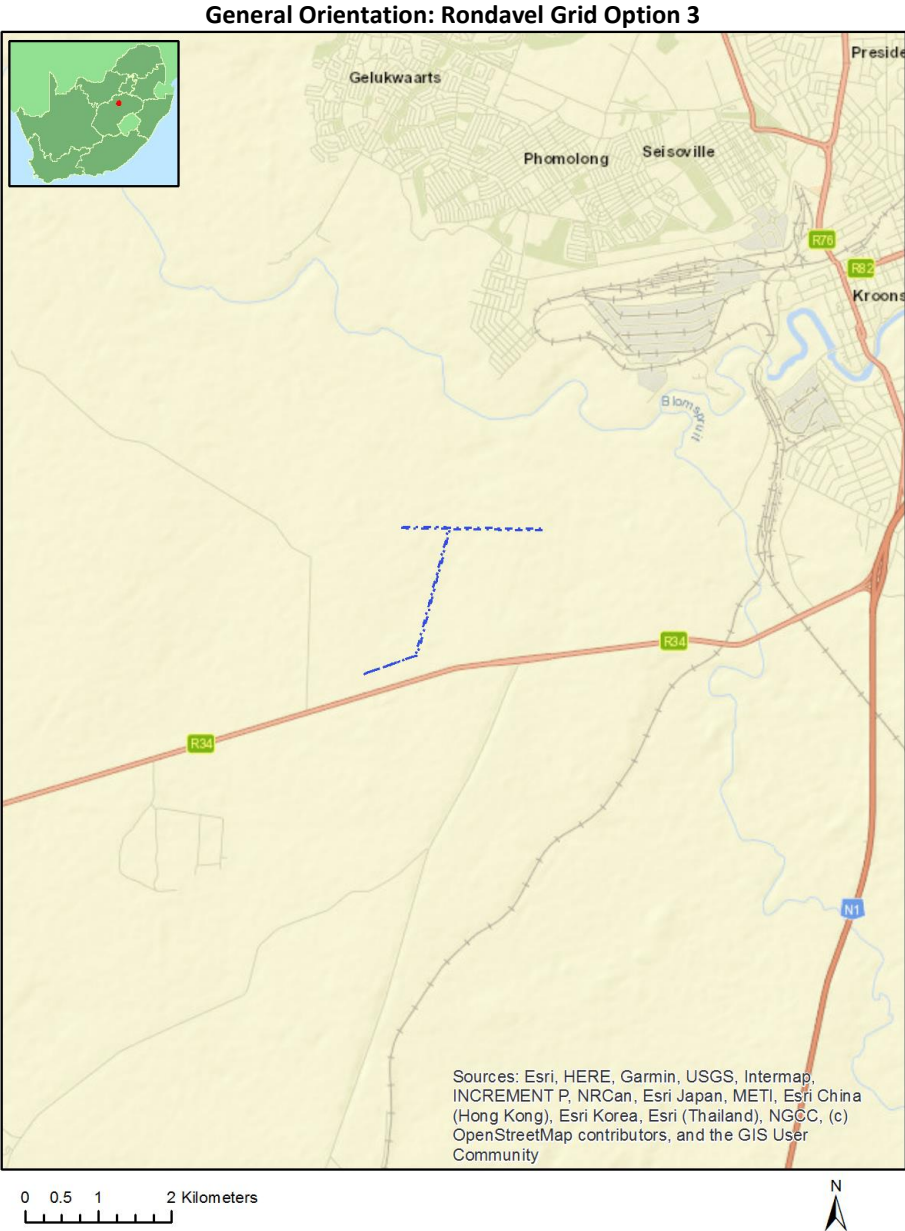 General Orientation: Rondavel Grid Option 3
Preside
Gelukwaarts
Phomolong
Seisoville
R76
R82
Kroons
Blomspruit
R34
R34
N1
Sources: Esri, HERE, Garmin, USGS, Intermap,
INCREMENT P, NRCan, Esri Japan, METI, Esri China
(Hong Kong), Esri Korea, Esri (Thailand), NGCC, (c)
OpenStreetMap contributors, and the GIS User
Community
0 0.5 1 2 Kilometers
N